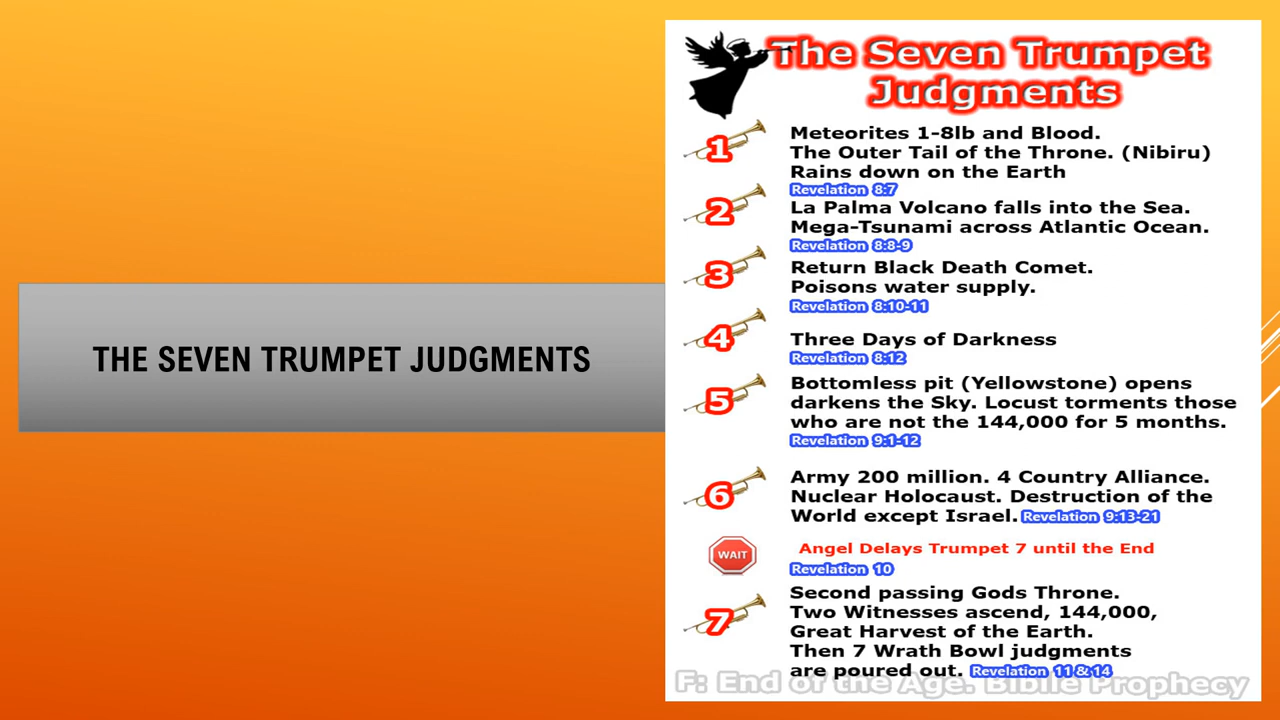 THE SEVEN TRUMPET JUDGMENTS
The Seven Trumpet
Judgments
1
Meteorites 1-8lb and Blood.
The Outer Tail of the Throne. (Nibiru)
Rains down on the Earth
Revelation 8:7
2
La Palma Volcano falls into the Sea.
Mega-Tsunami across Atlantic Ocean.
Revelation 8:8-9
3
Return Black Death Comet.
Poisons water supply.
Revelation 8:10-11
4
Three Days of Darkness
Revelation 8:12
5
Bottomless pit (Yellowstone) opens
darkens the Sky. Locust torments those
who are not the 144,000 for 5 months.
Revelation 9:1-12
6
Army 200 million. 4 Country Alliance.
Nuclear Holocaust. Destruction of the
World except Israel. Revelation 9:13-21
WAIT
Angel Delays Trumpet 7 until the End
Revelation 10
7
Second passing Gods Throne.
Two Witnesses ascend, 144,000,
Great Harvest of the Earth.
Then 7 Wrath Bowl judgments
are poured out. Revelation 11 & 14
F: End of the Age. Bibile Prophecy